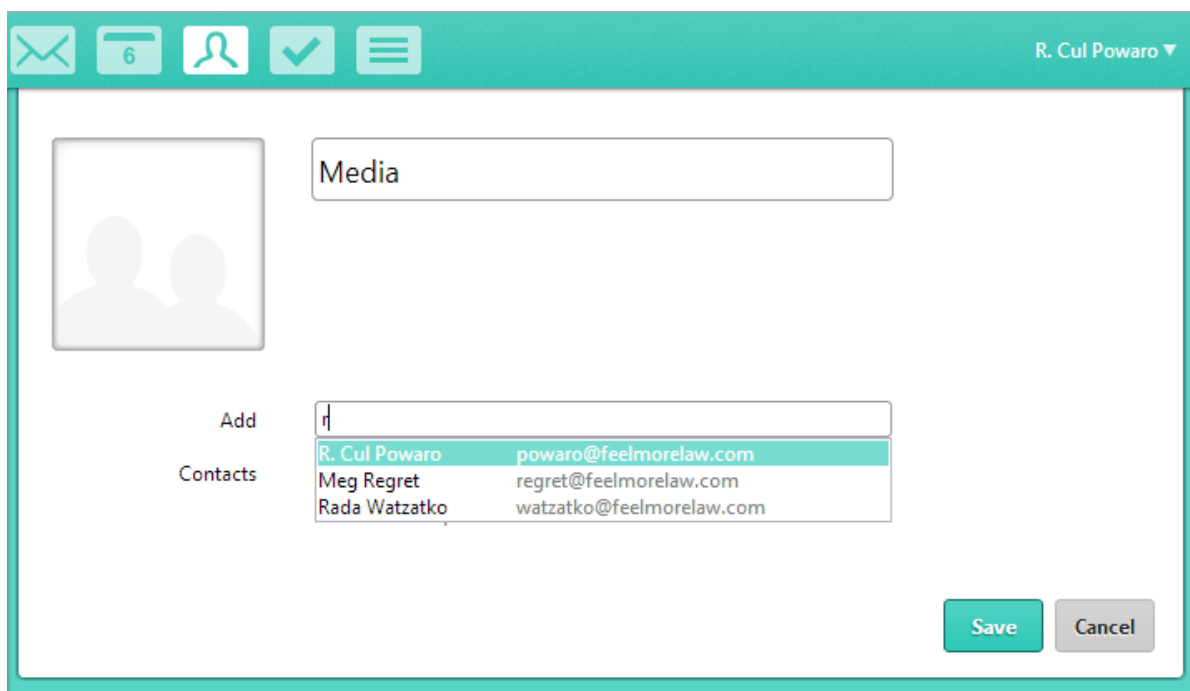 6
R. Cul Powaro
Media
Add
r
R. Cul Powaro powaro@feelmorelaw.com
Contacts
Meg Regret regret@feelmorelaw.com
Rada Watzatko watzatko@feelmorelaw.com
Save Cancel